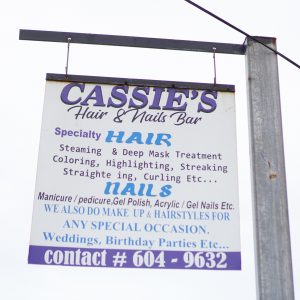 CASSIE'S
Hair & Nails Bar
Specialty HAIR
Steaming & Deep Mask Treatment
Coloring, Highlighting, Streaking
Straighte ing, Curling Etc...
NAILS
Manicure / pedicure,Gel Polish, Acrylic / Gel Nails Etc.
WE ALSO DO MAKE UP & HAIRSTYLES FOR
ANY SPECIAL OCCASION.
Weddings, Birthday Parties Etc...
contact # 604 - 9632